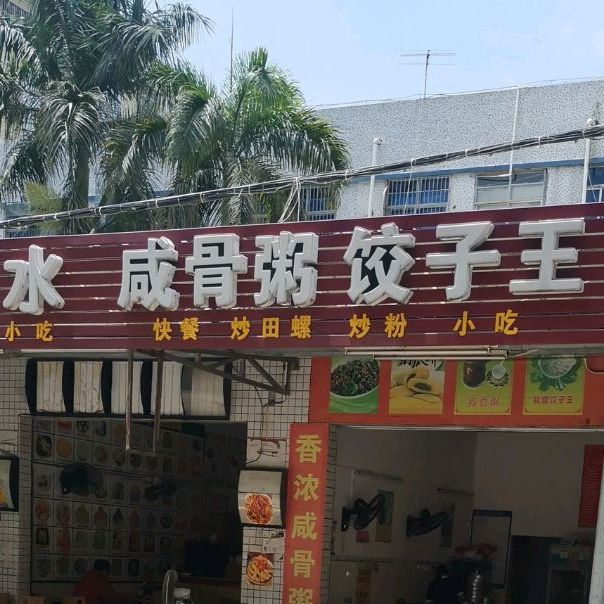 水 咸骨粥 饺子王
小吃 快餐 炒田螺 炒粉 小吃
香浓咸骨粥